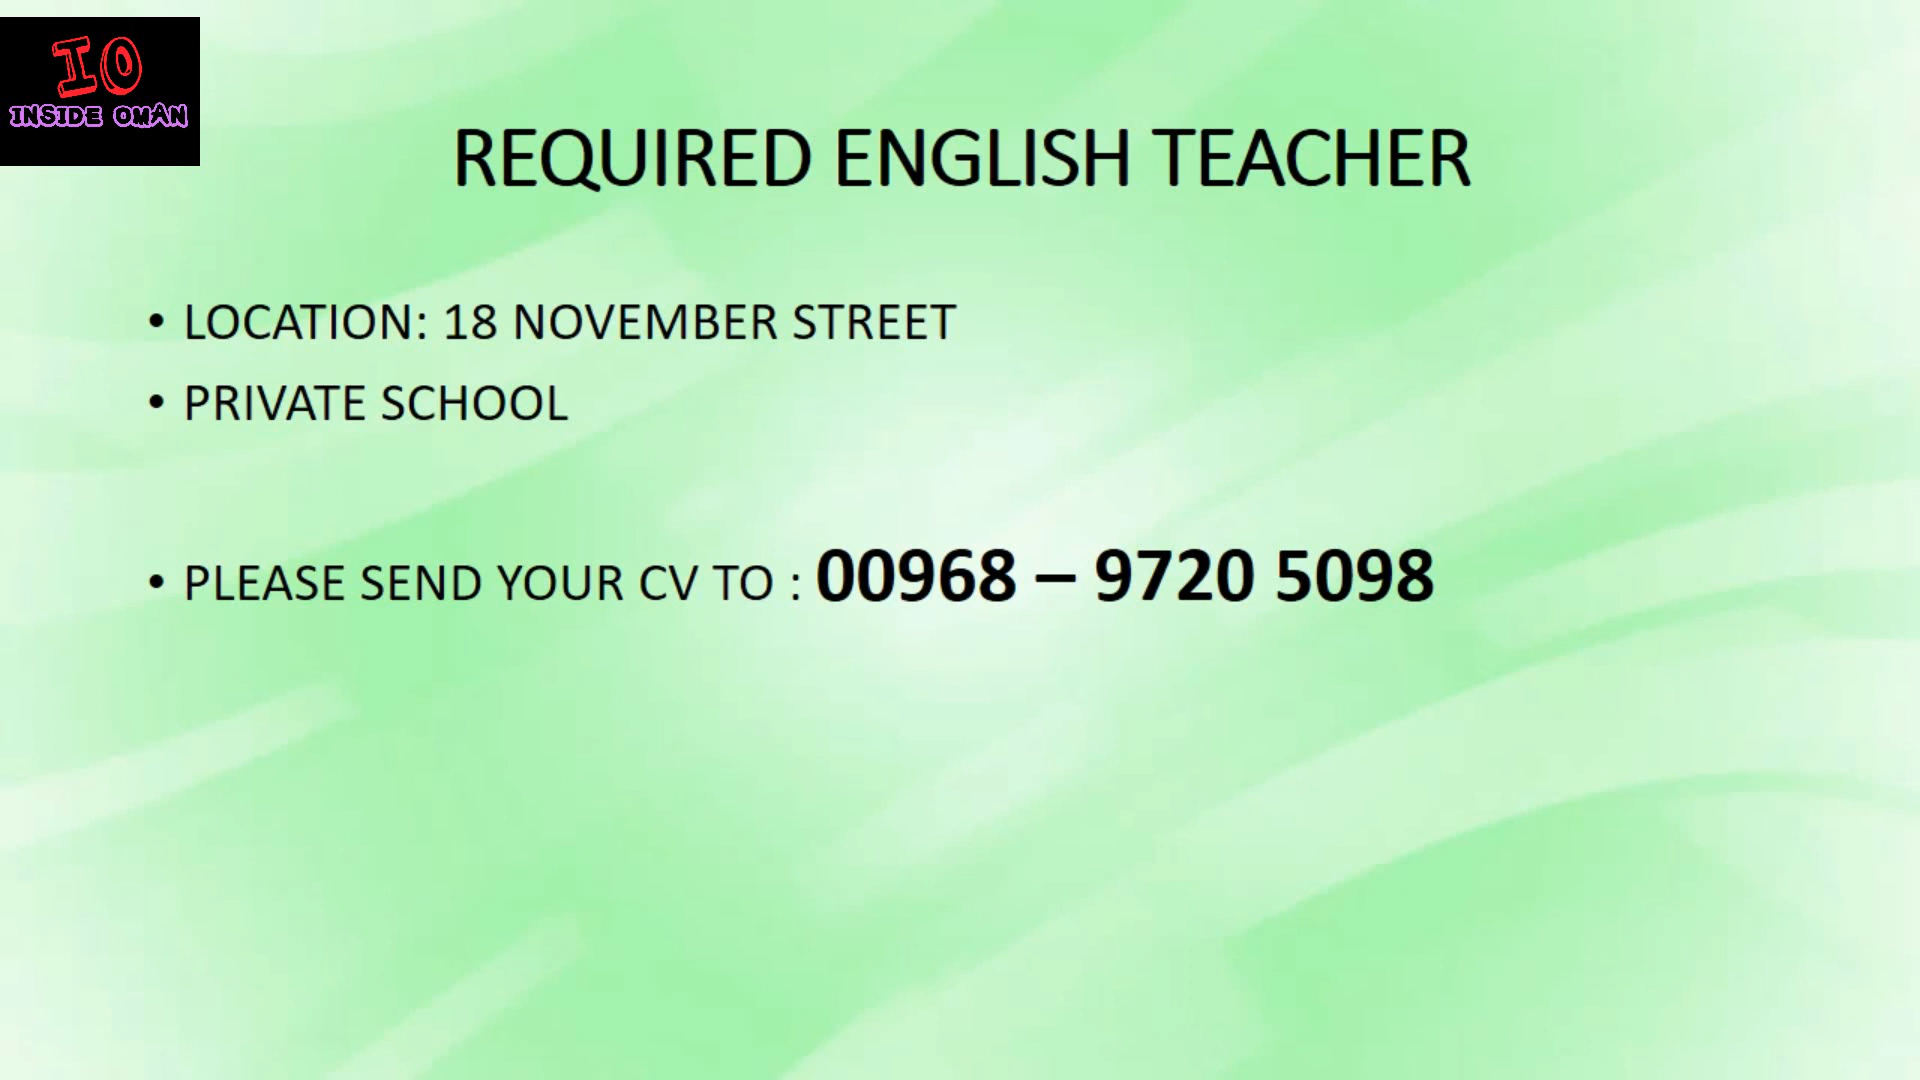 IO
INSIDE OMAN
REQUIRED ENGLISH TEACHER
• LOCATION: 18 NOVEMBER STREET
• PRIVATE SCHOOL
• PLEASE SEND YOUR CV TO : 00968 – 9720 5098